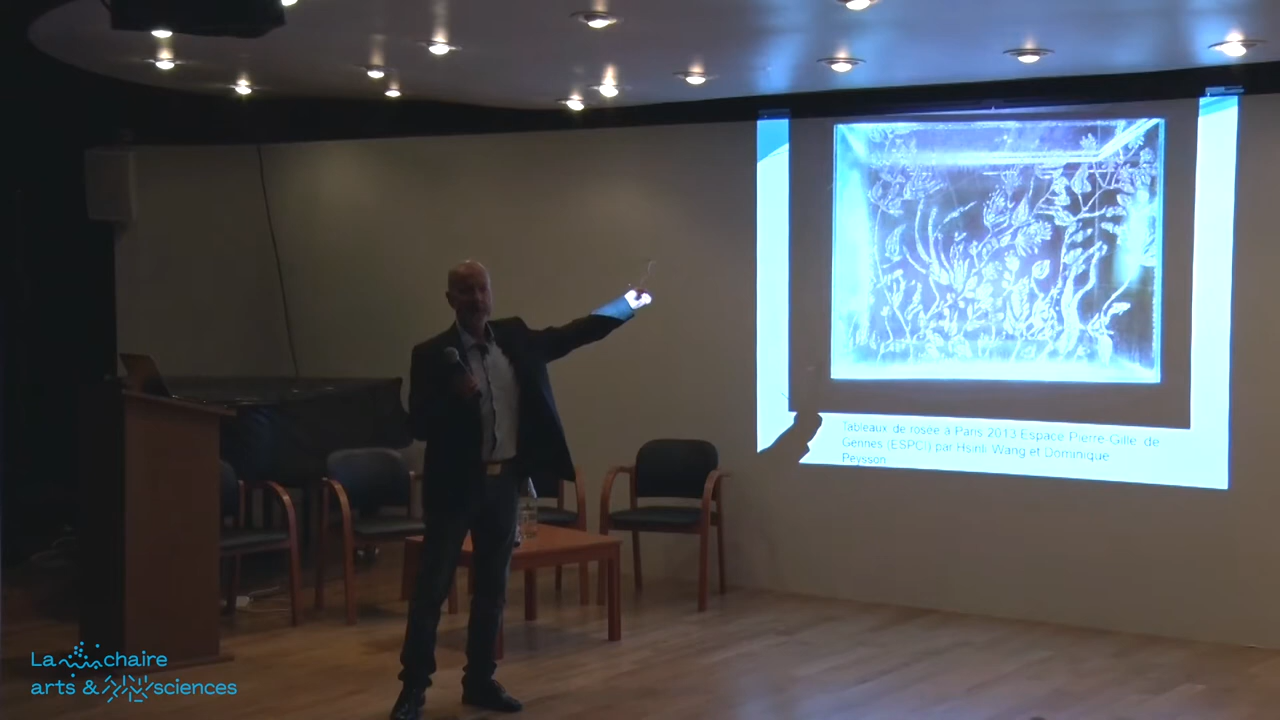 Tableaux de rosée à Paris 2013 Espace Pierre-Gille de
Gennes (ESPCI) par Hsinli Wang et Dominique
Peysson
La chaire
arts & sciences